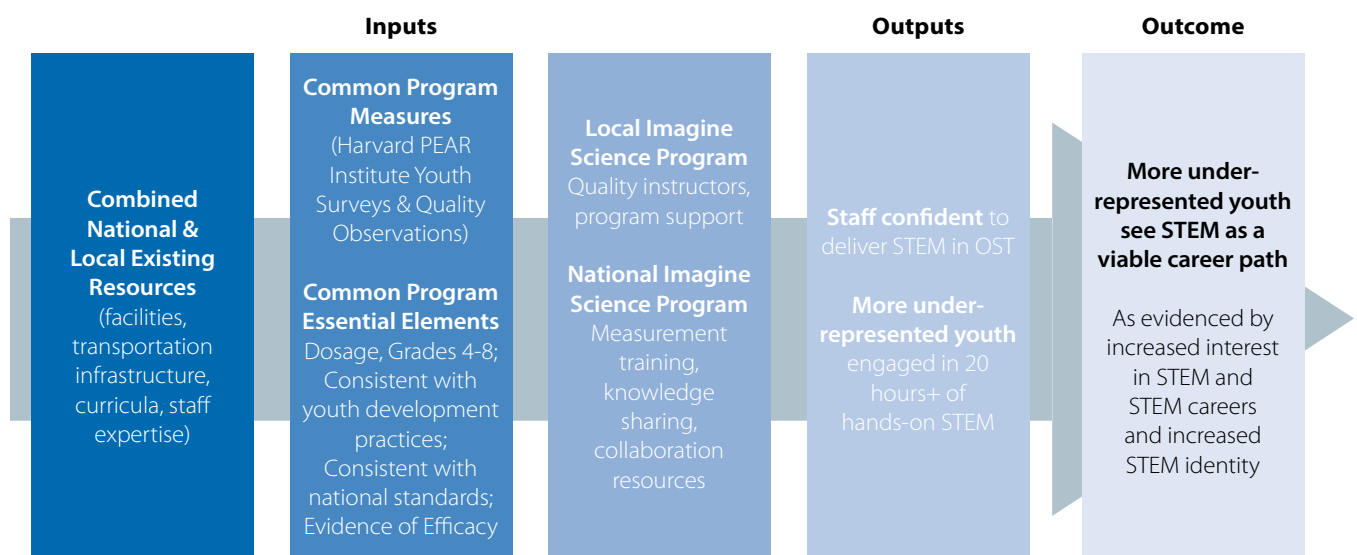 Inputs
Outputs
Outcome
Combined
National &
Local Existing
Resources
(facilities,
transportation
infrastructure,
curricula, staff
expertise)
Common Program
Measures
(Harvard PEAR
Institute Youth
Surveys & Quality
Observations)
Common Program
Essential Elements
Dosage, Grades 4-8;
Consistent with
youth development
practices;
Consistent with
national standards;
Evidence of Efficacy
Local Imagine
Science Program
Quality instructors,
program support
National Imagine
Science Program
Measurement
training,
knowledge
sharing,
collaboration
resources
Staff confident to
deliver STEM in OST
More under-
represented youth
engaged in 20
hours+ of
hands-on STEM
More under-
represented youth
see STEM as a
viable career path
As evidenced by
increased interest
in STEM and
STEM careers
and increased
STEM identity